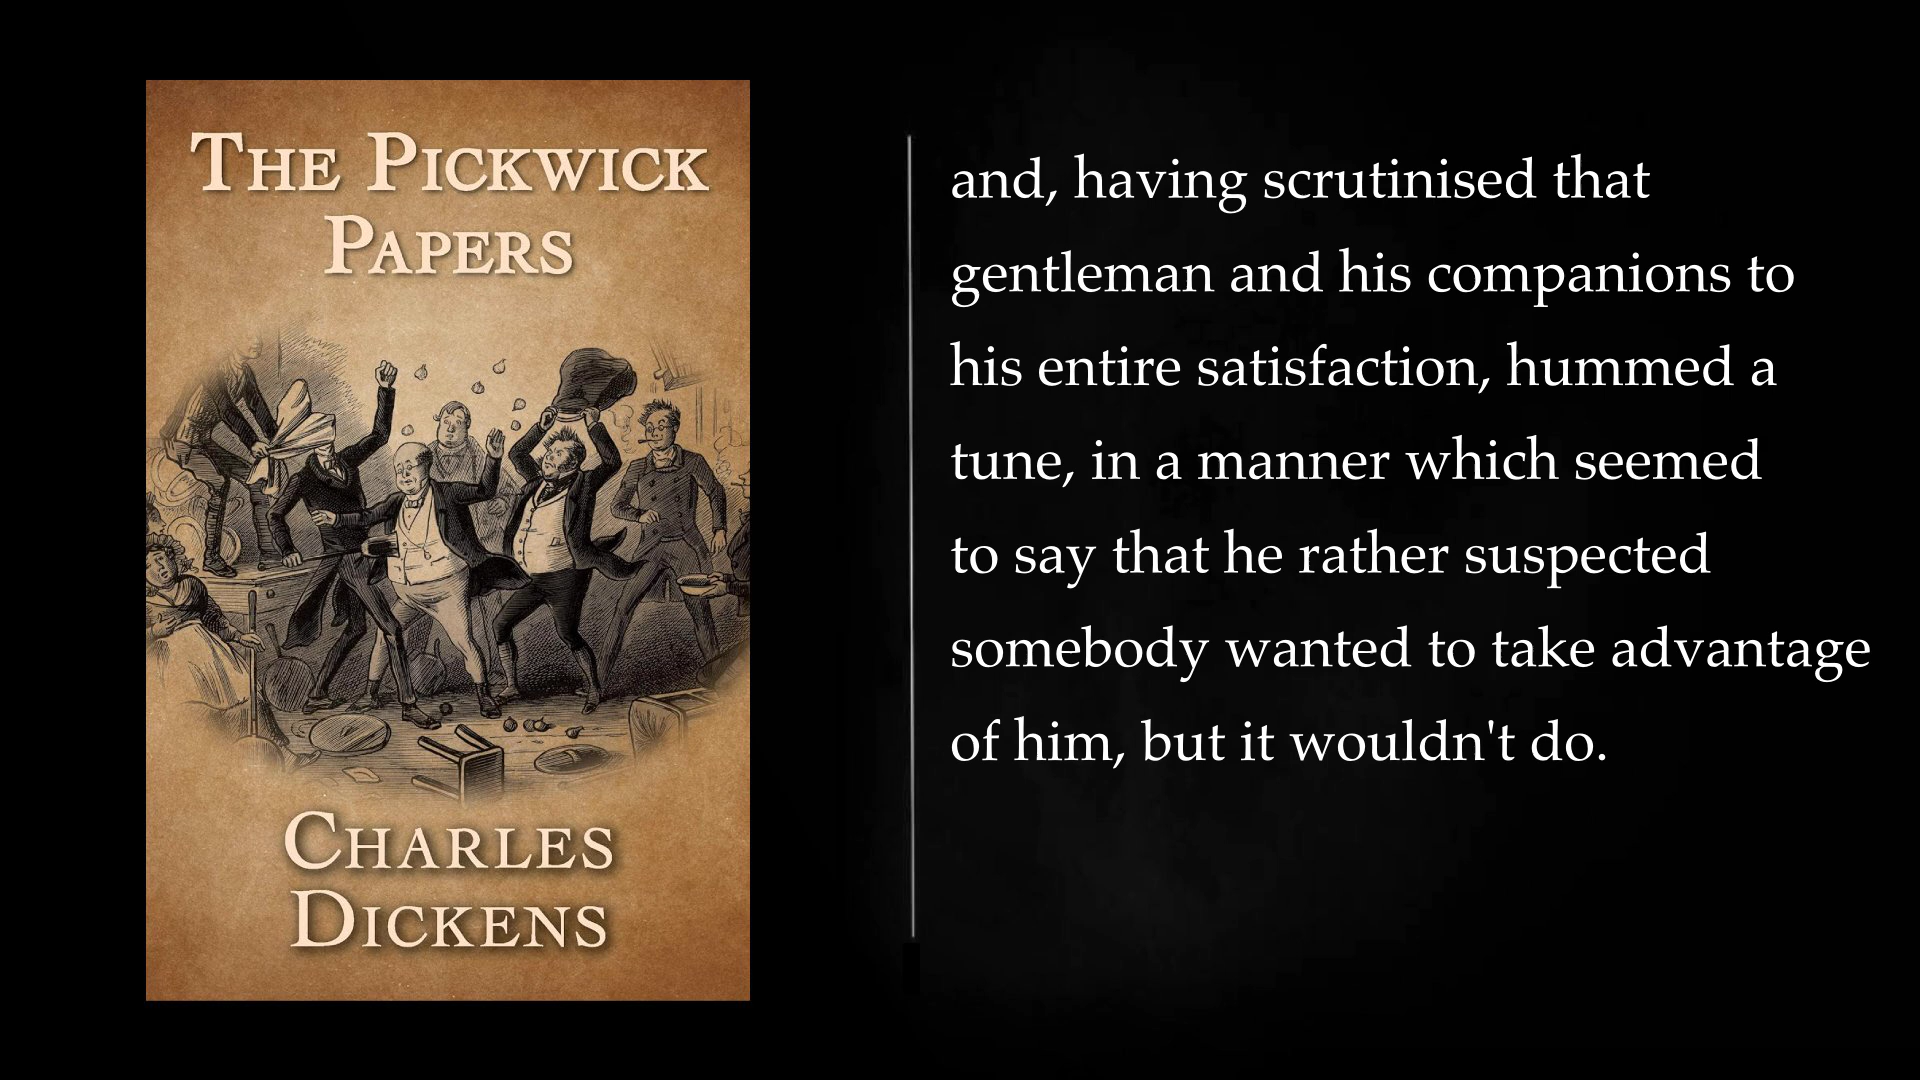 The Pickwick
Papers
Charles
Dickens
and, having scrutinised that
gentleman and his companions to
his entire satisfaction, hummed a
tune, in a manner which seemed
to say that he rather suspected
somebody wanted to take advantage
of him, but it wouldn't do.